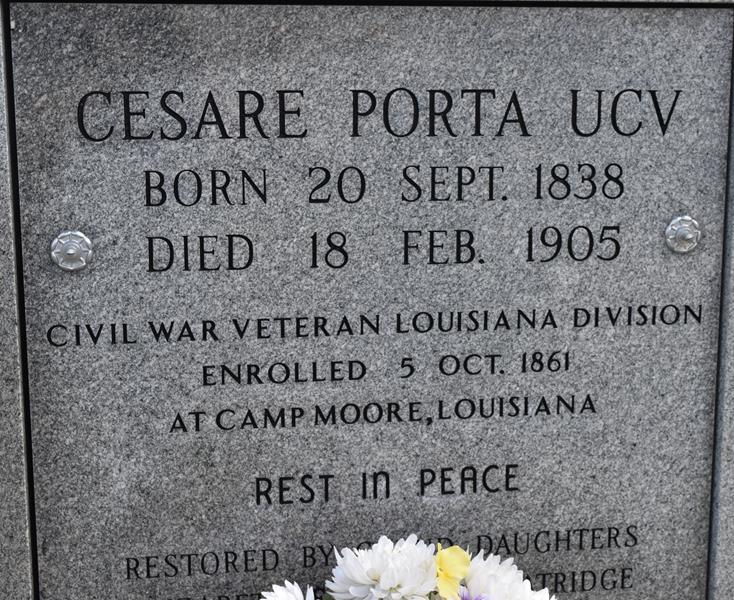 CESARE PORTA UCV
BORN 20 SEPT. 1838
DIED 18 FEB. 1905
CIVIL WAR VETERAN LOUISIANA DIVISION
ENROLLED 5 OCT. 1861
AT CAMP MOORE, LOUISIANA
REST IN PEACE
RESTORED BY DAUGHTERS